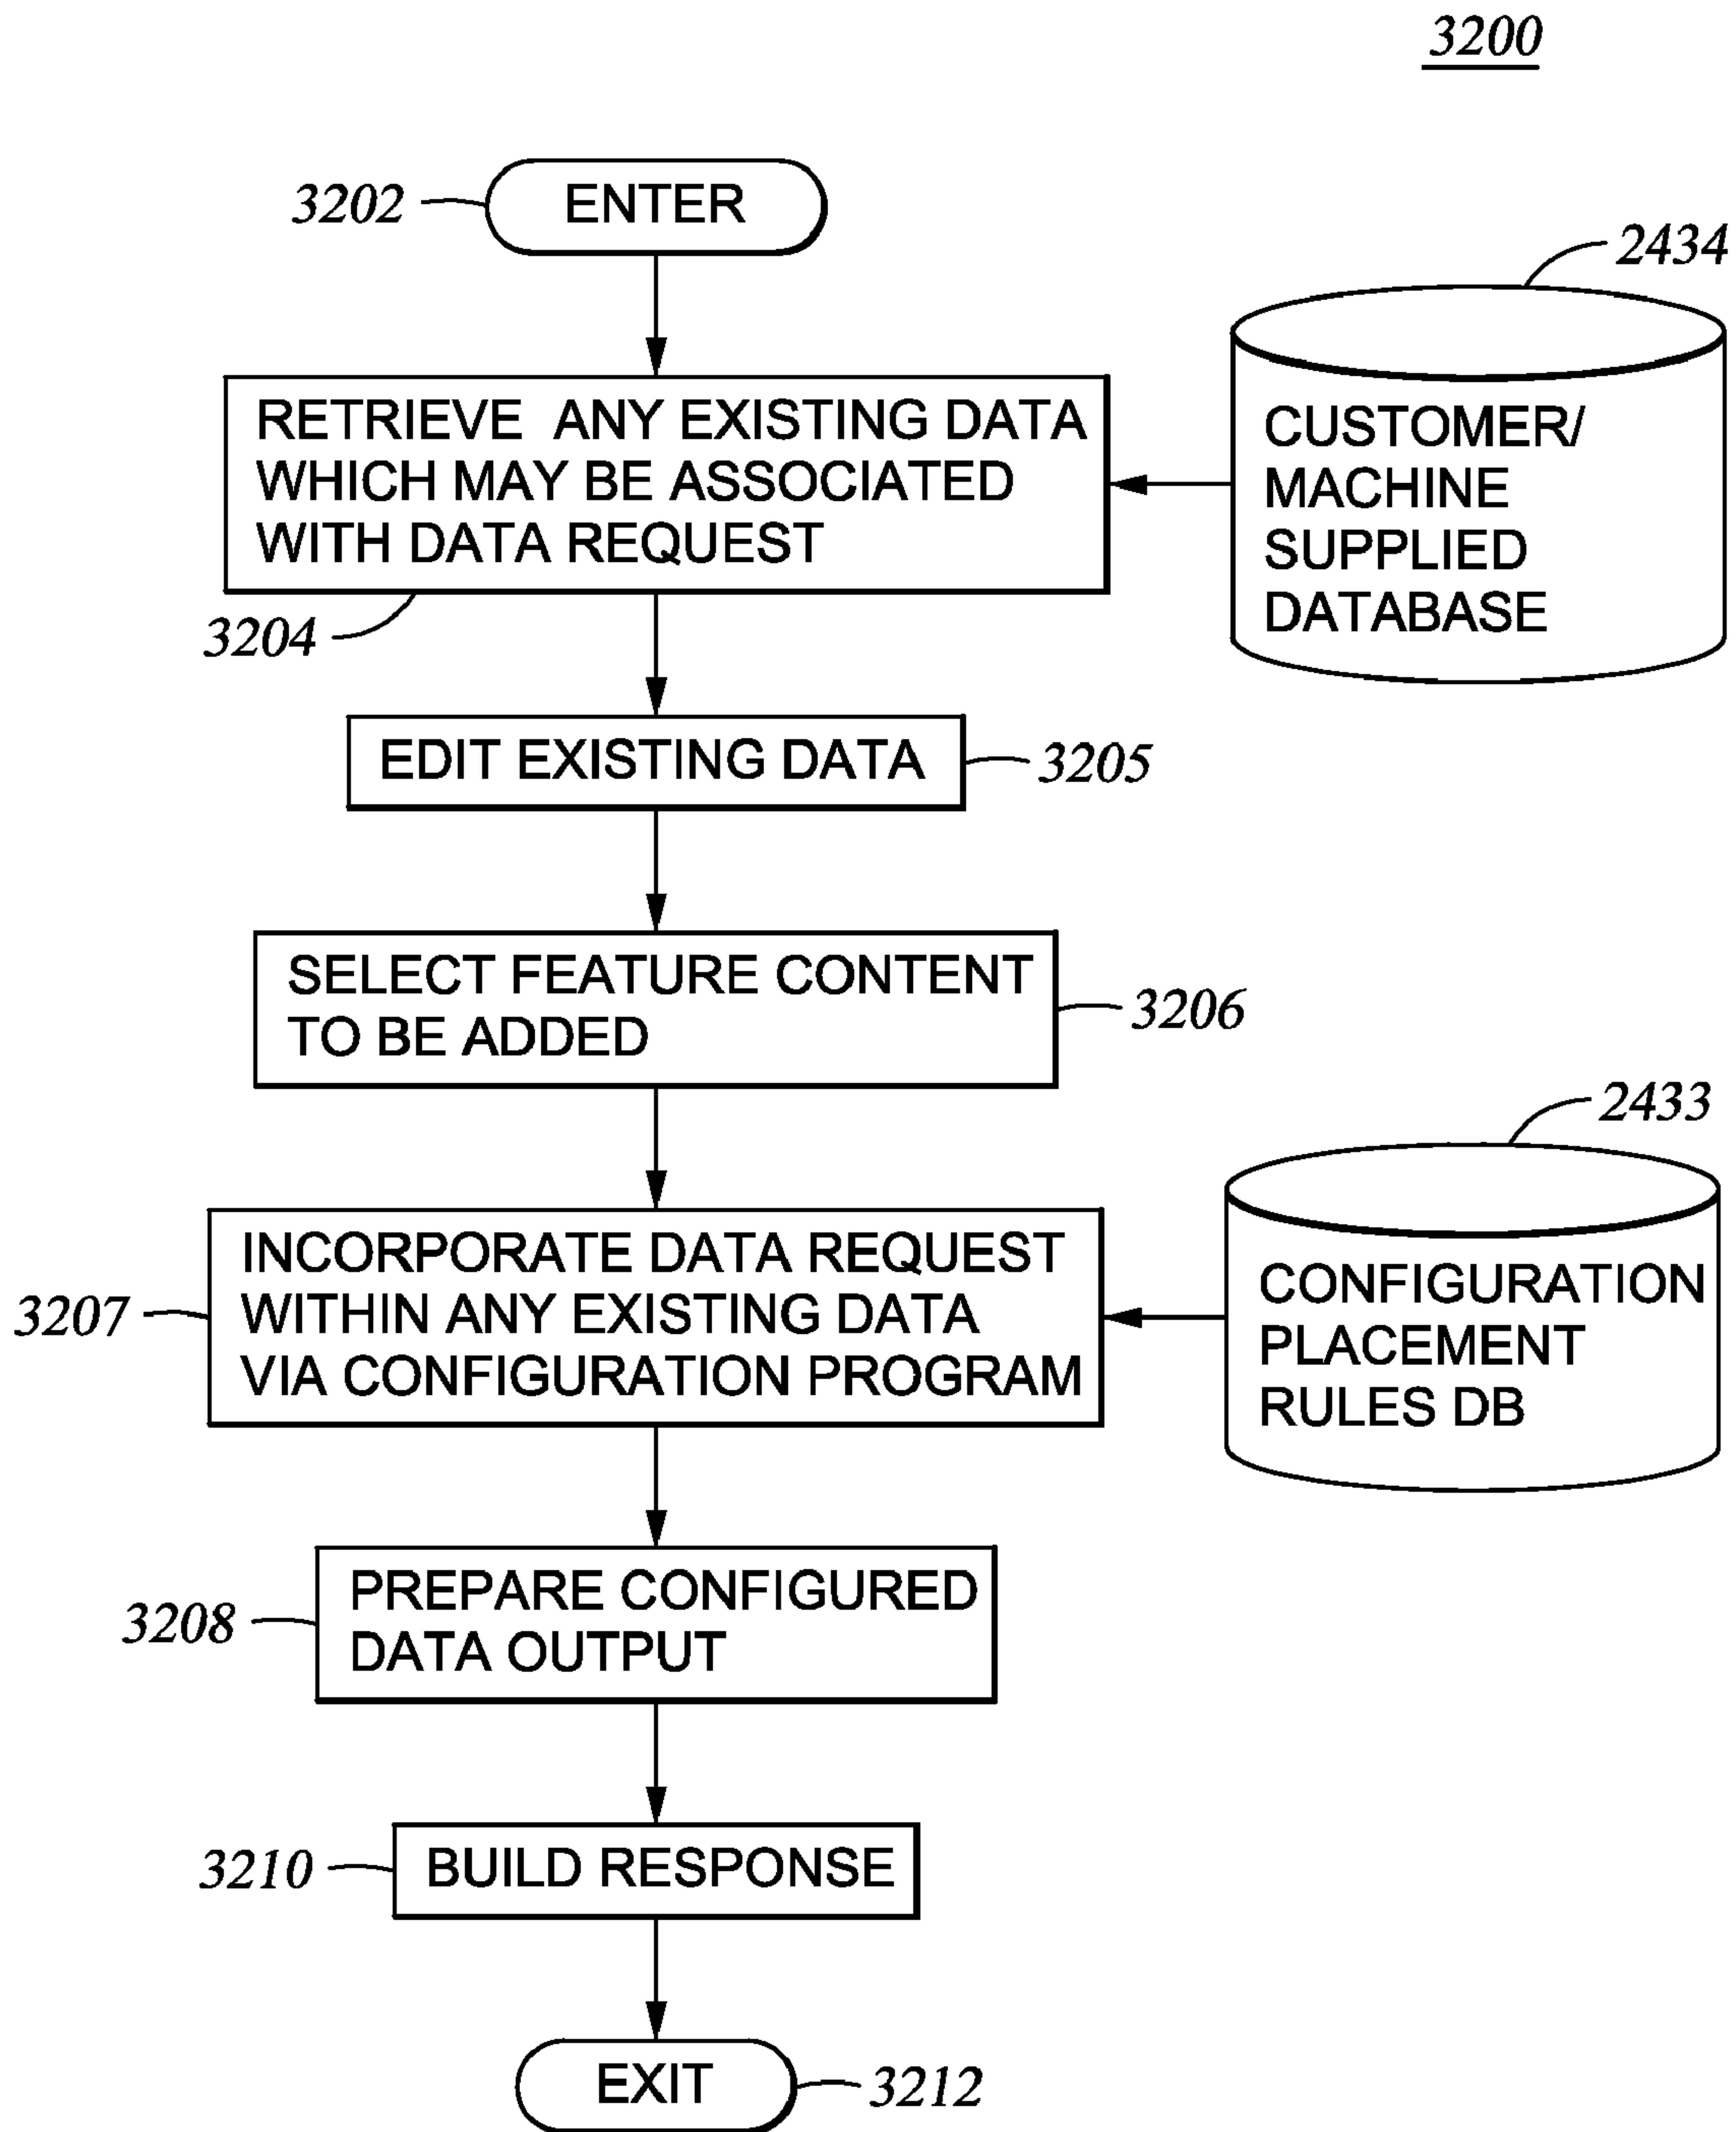 3200
3202
ENTER
2434
RETRIEVE ANY EXISTING DATA
WHICH MAY BE ASSOCIATED
WITH DATA REQUEST
CUSTOMER/
MACHINE
SUPPLIED
DATABASE
3204
EDIT EXISTING DATA
3205
SELECT FEATURE CONTENT
TO BE ADDED
3206
2433
INCORPORATE DATA REQUEST
WITHIN ANY EXISTING DATA
VIA CONFIGURATION PROGRAM
3207
CONFIGURATION
PLACEMENT
RULES DB
PREPARE CONFIGURED
DATA OUTPUT
3208
3210
BUILD RESPONSE
EXIT
3212